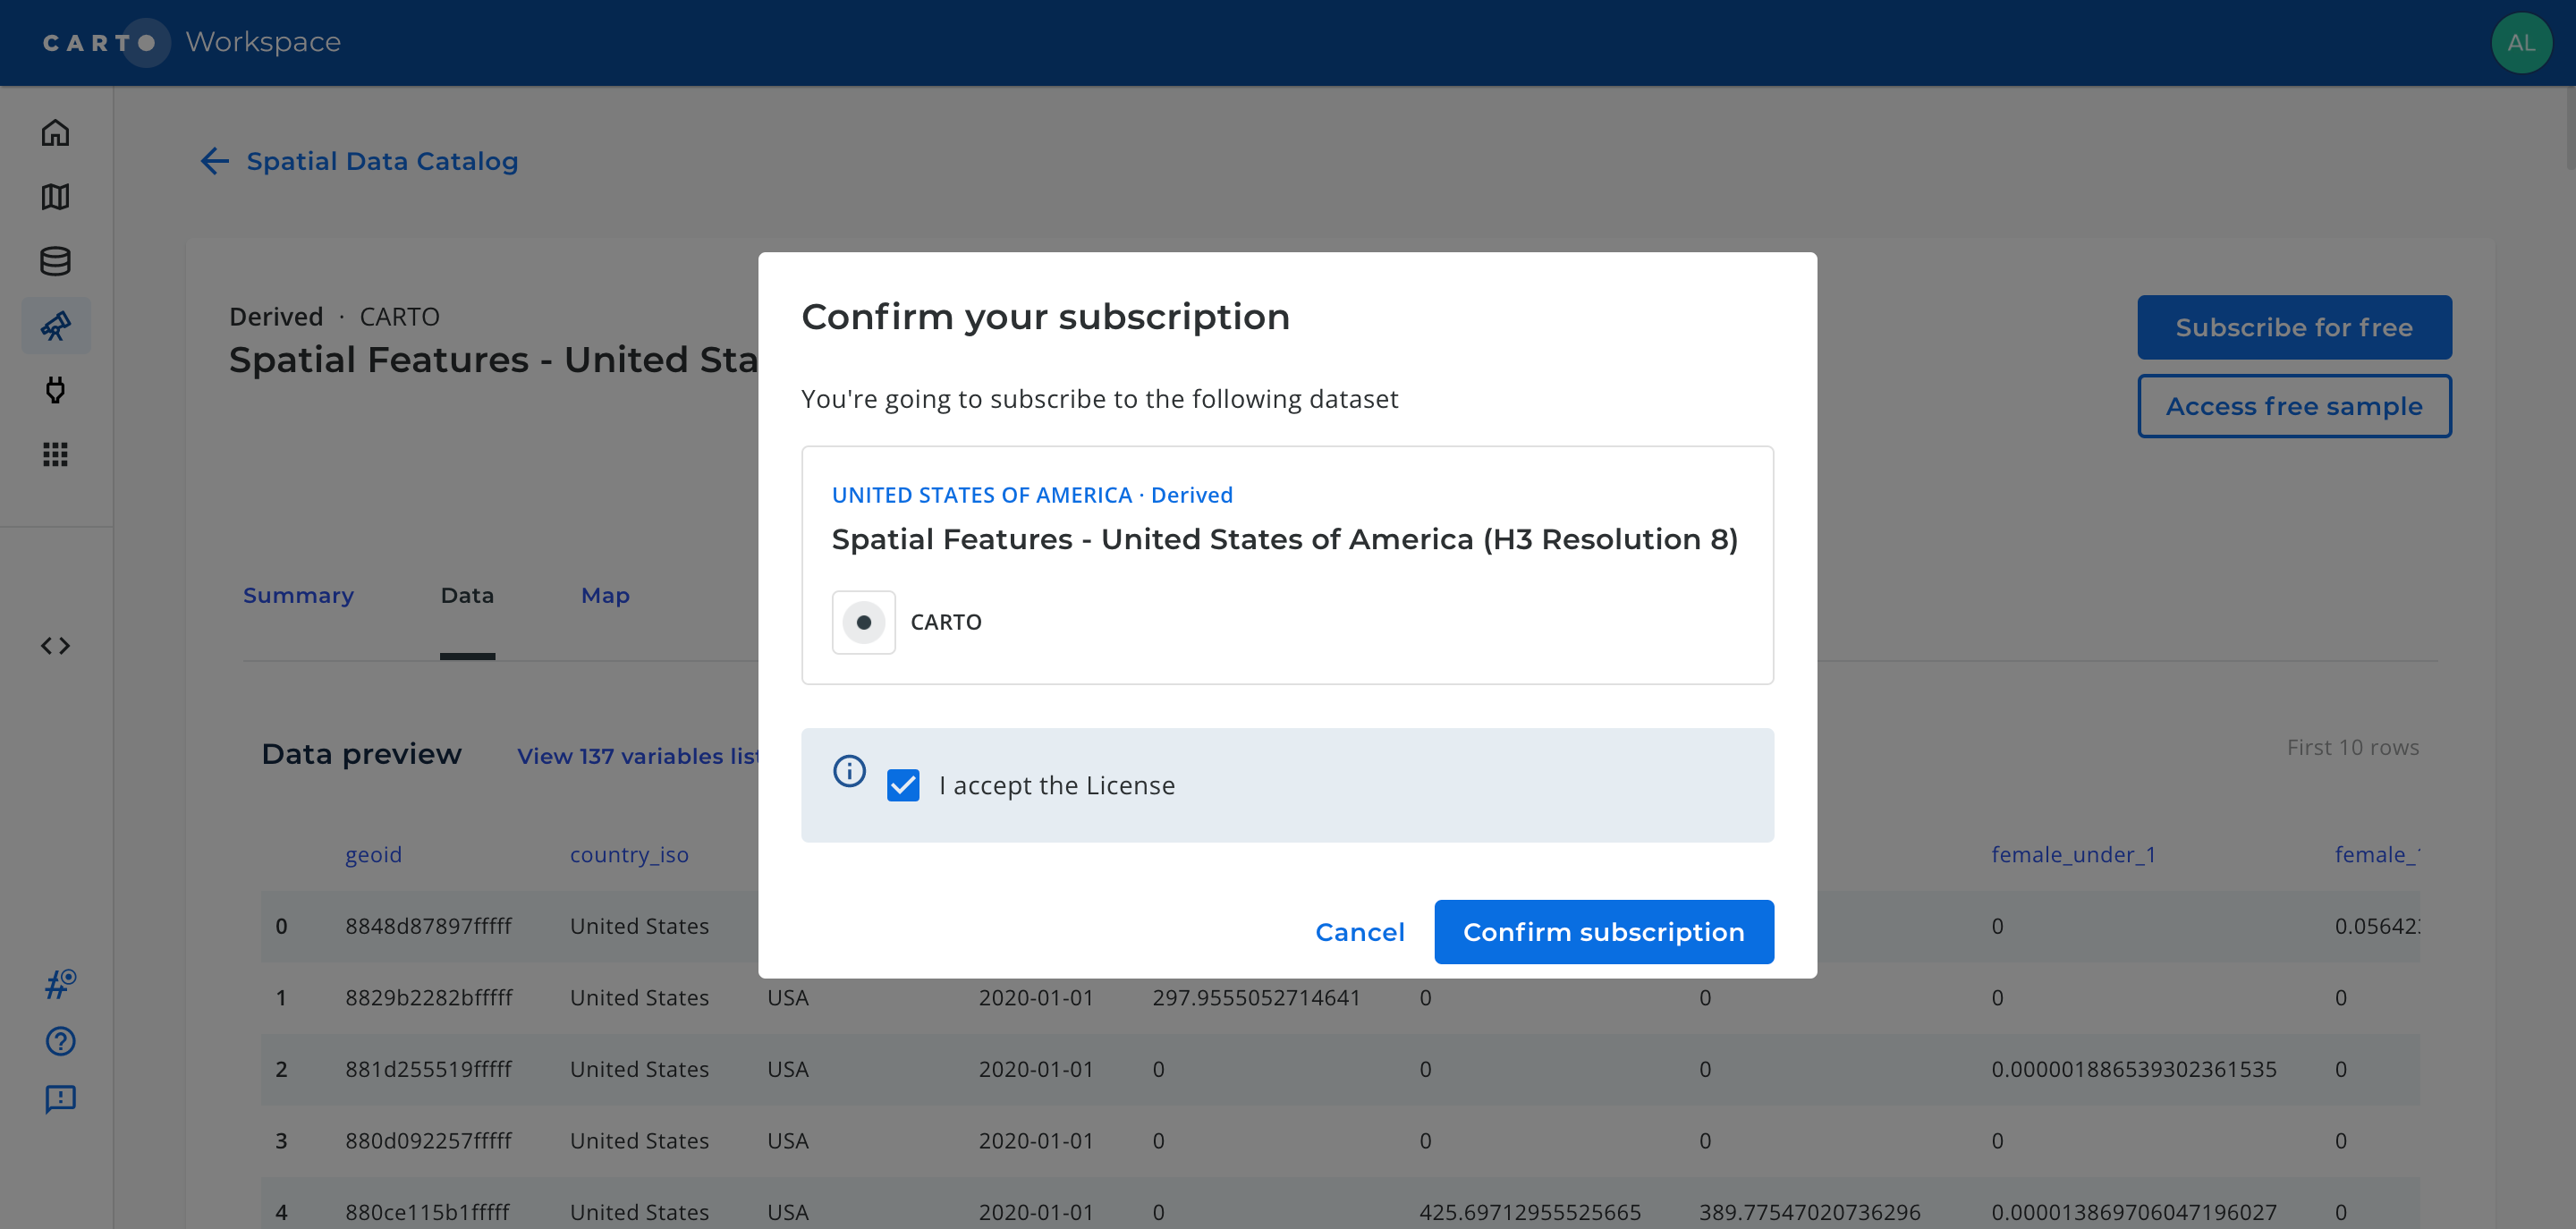 CARTO Workspace
AL
Spatial Data Catalog
Derived · CARTO
Spatial Features - United Sta
Subscribe for free
Access free sample
Confirm your subscription
You're going to subscribe to the following dataset
UNITED STATES OF AMERICA · Derived
Spatial Features - United States of America (H3 Resolution 8)
CARTO
Summary Data Map
I accept the License
Cancel Confirm subscription
Data preview View 137 variables list First 10 rows
geoid country_iso female_under_1 female_1
0 8848d87897fffff United States 0 0.05642
1 8829b2282bfffff United States USA 2020-01-01 297.9555052714641 0 0 0 0
2 881d255519fffff United States USA 2020-01-01 0 0 0 0.000001886539302361535 0
3 880d092257fffff United States USA 2020-01-01 0 0 0 0 0
4 880ce115b1fffff United States USA 2020-01-01 0 425.69712955525665 389.77547020736296 0.000013869706047196027 0